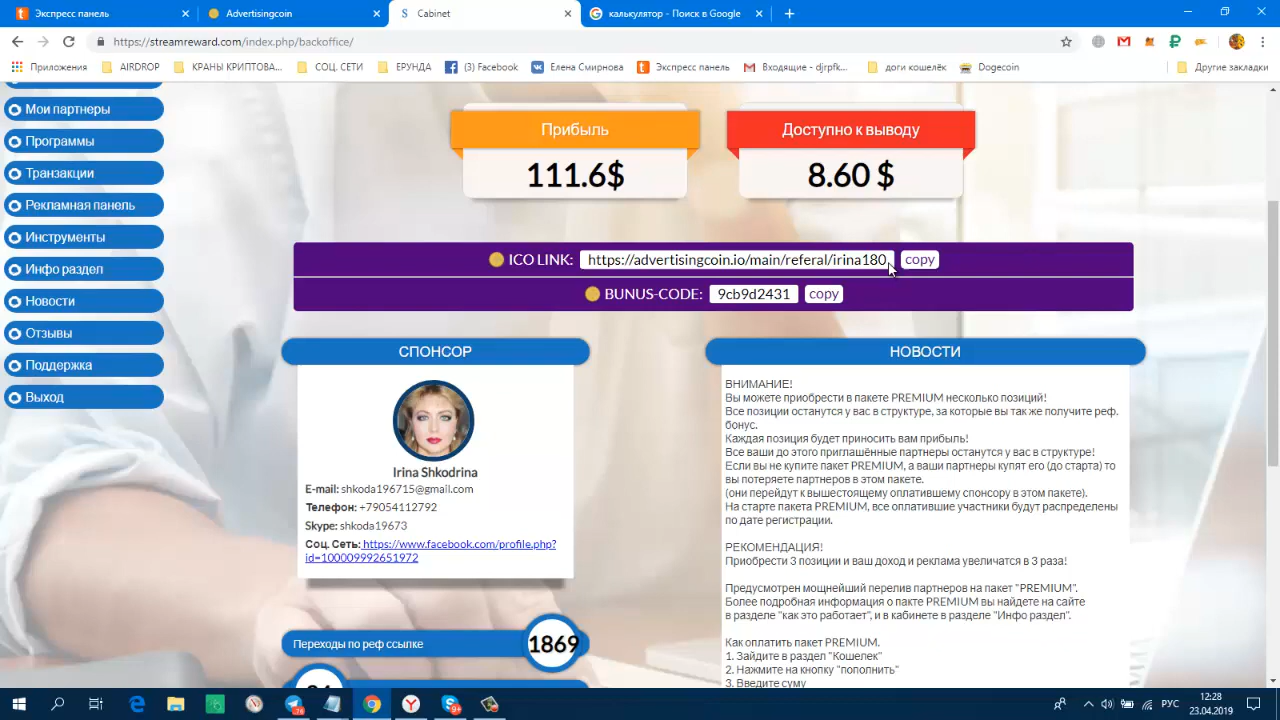 Экспресс панель
Advertisingcoin
Cabinet
калькулятор - Поиск в Google
https://streamreward.com/index.php/backoffice/
Приложения
AIRDROP
КРАНЫ КРИПТОВА...
СОЦ. СЕТИ
ЕРУНДА
(3) Facebook
Елена Смирнова
Экспресс панель
Входящие - djrpfk...
доги кошелёк
Dogecoin
Другие закладки
Мои партнеры
Программы
Транзакции
Рекламная панель
Инструменты
Инфо раздел
Новости
Отзывы
Поддержка
Выход
Прибыль
111.6$
Доступно к выводу
8.60 $
ICO LINK: https://advertisingcoin.io/main/referal/irina180 copy
BUNUS-CODE: 9cb9d2431 copy
СПОНСОР
Irina Shkodrina
E-mail: shkoda196715@gmail.com
Телефон: +79054112792
Skype: shkoda19673
Соц. Сеть: https://www.facebook.com/profile.php?
id=100009992651972
Переходы по реф ссылке
1869
НОВОСТИ
ВНИМАНИЕ!
Вы можете приобрести в пакете PREMIUM несколько позиций!
Все позиции останутся у вас в структуре, за которые вы так же получите реф.
бонус.
Каждая позиция будет приносить вам прибыль!
Все ваши до этого приглашённые партнеры останутся у вас в структуре!
Если вы не купите пакет PREMIUM, а ваши партнеры купят его (до старта) то
вы потеряете партнеров в этом пакете.
(они перейдут к вышестоящему оплатившему спонсору в этом пакете).
На старте пакета PREMIUM, все оплатившие участники будут распределены
по дате регистрации.
РЕКОМЕНДАЦИЯ!
Приобрести 3 позиции и ваш доход и реклама увеличатся в 3 раза!
Предусмотрен мощнейший перелив партнеров на пакет "PREMIUM".
Более подробная информация о пакте PREMIUM вы найдете на сайте
в разделе "как это работает", и в кабинете в разделе "Инфо раздел".
Как оплатить пакет PREMIUM.
1. Зайдите в раздел "Кошелек"
2. Нажмите на кнопку "пополнить"
3. Введите суму
РУС
12:28
23.04.2019